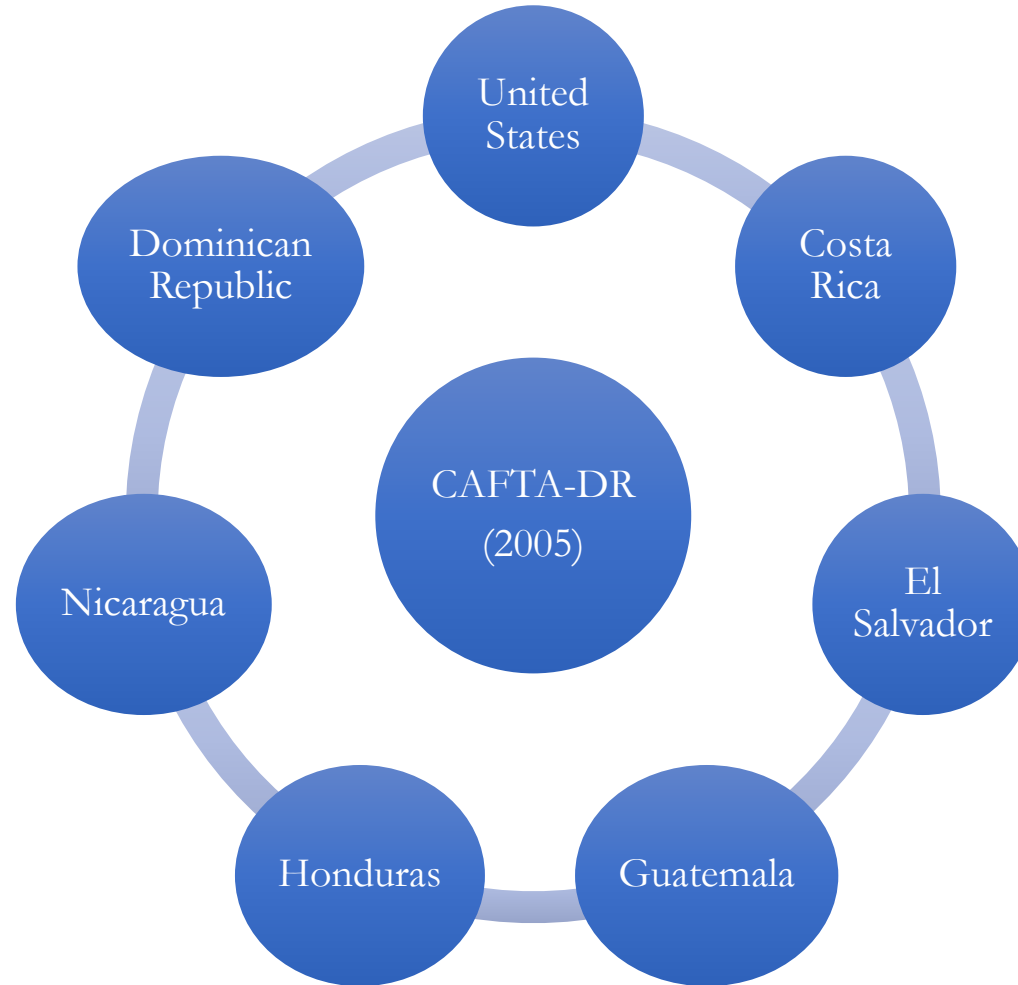 United
States
Costa
Rica
El
Salvador
Guatemala
Honduras
Nicaragua
Dominican
Republic
CAFTA-DR
(2005)